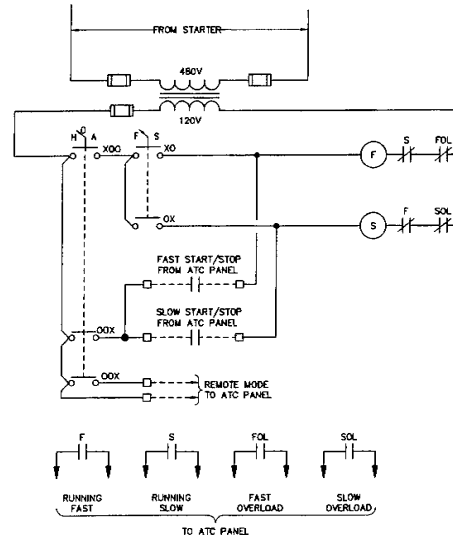 FROM STARTER
480V
120V
H O A
XOO
F S
XO
F
S
FOL
OX
S
F
SOL
FAST START/STOP
FROM ATC PANEL
SLOW START/STOP
FROM ATC PANEL
OOX
OOX
REMOTE MODE
TO ATC PANEL
F
S
FOL
SOL
RUNNING
FAST
RUNNING
SLOW
FAST
OVERLOAD
SLOW
OVERLOAD
TO ATC PANEL